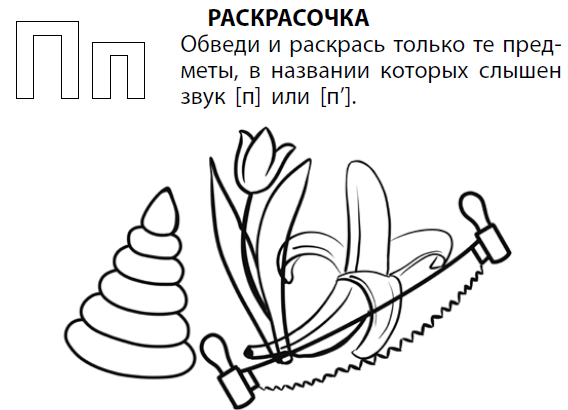 РАСКРАСОЧКА
Пп
Обведи и раскрась только те пред-
меты, в названии которых слышен
звук [п] или [п’].